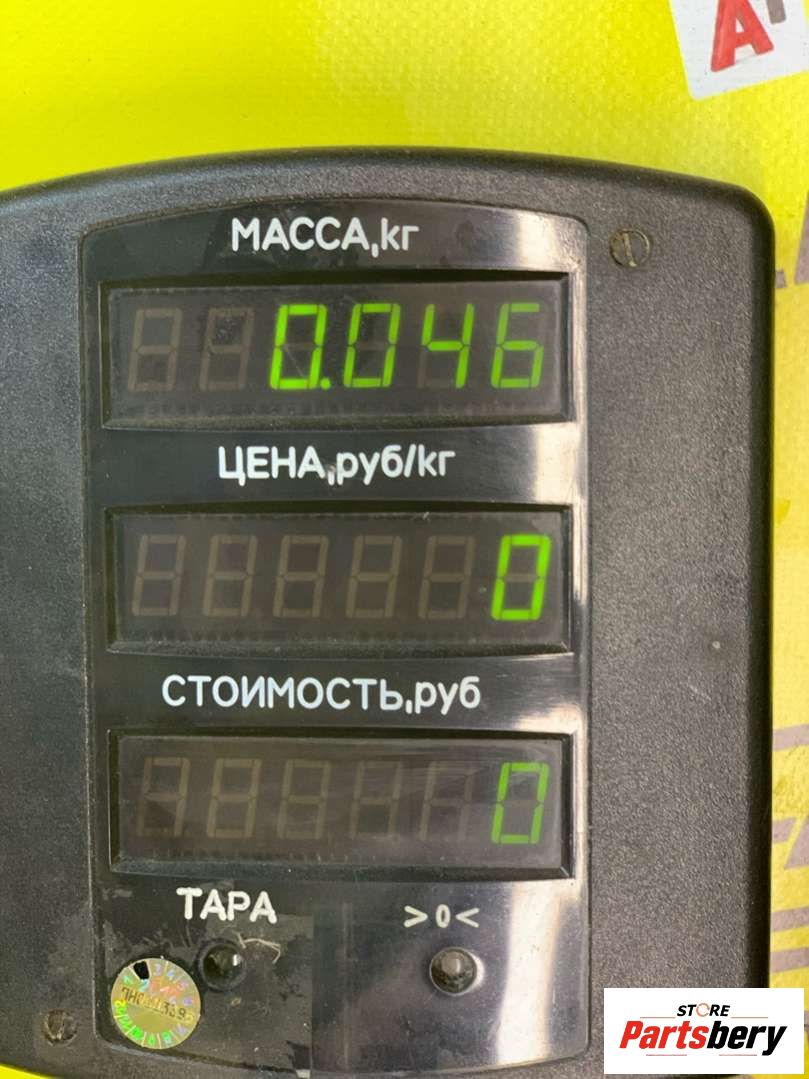 МАССА,кг
0.046
ЦЕНА,руб/кг
0
СТОИМОСТЬ,руб
0
ТАРА
>0<
STORE
Partsbery